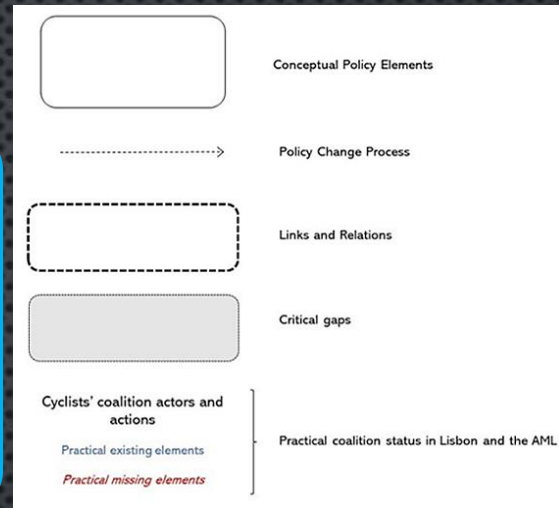 Conceptual Policy Elements
Policy Change Process
Links and Relations
Critical gaps
Cyclists' coalition actors and
actions
Practical existing elements
Practical missing elements
Practical coalition status in Lisbon and the AML